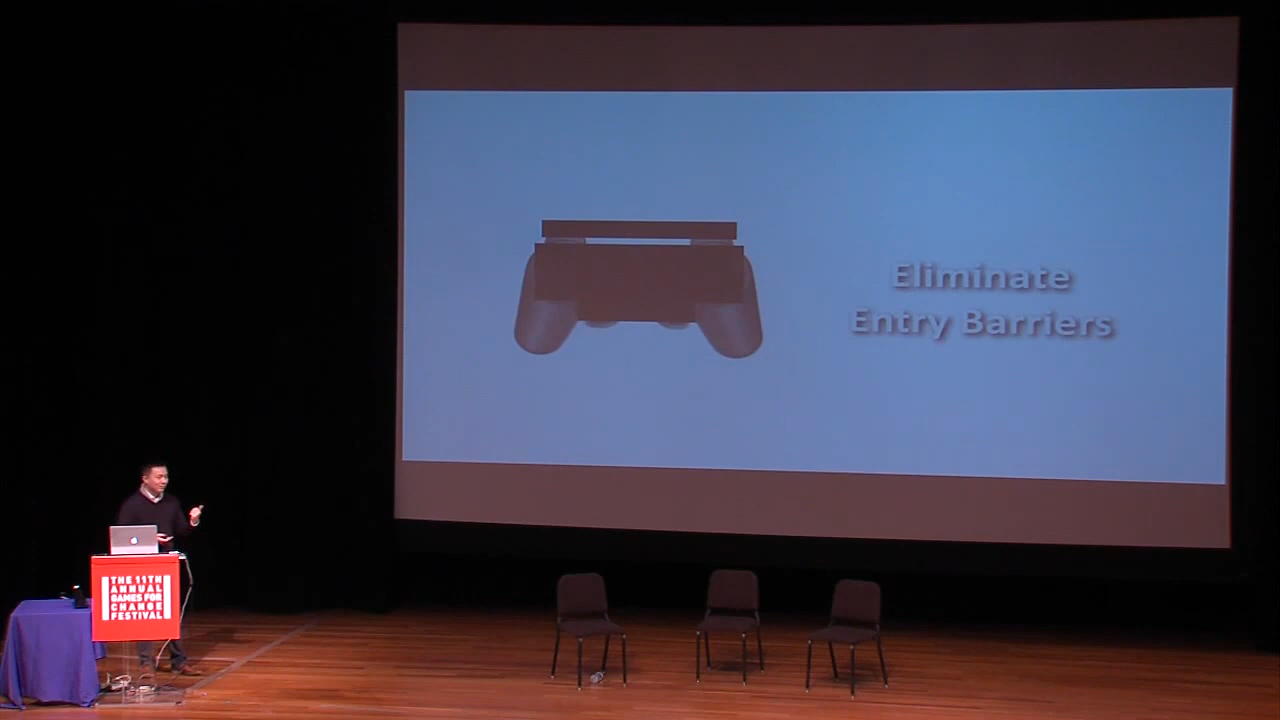 Eliminate
Entry Barriers
THE 11TH
ANNUAL
GAMES FOR
CHANGE
FESTIVAL